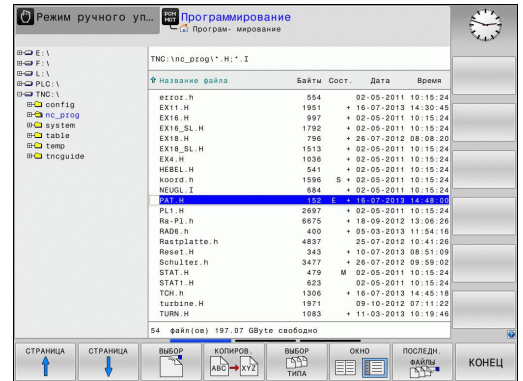 Режим ручного уп…
PGM MGT Программирование
Програм- мирование
E:\
F:\
L:\
PLC:\
TNC:\
config
nc_prog
system
table
temp
tncguide
TNC:\nc_prog\*.H;*.I
Название файла Байты Сост. Дата Время
error.h 554 02-05-2011 10:15:24
EX11.H 1951 + 16-07-2013 14:30:45
EX16.H 997 + 02-05-2011 10:15:24
EX16_SL.H 1792 + 02-05-2011 10:15:24
EX18.H 796 + 26-07-2012 08:08:20
EX18_SL.H 1513 + 02-05-2011 10:15:24
EX4.H 1036 + 02-05-2011 10:15:24
HEBEL.H 541 + 02-05-2011 10:15:24
koord.h 1596 S + 02-05-2011 10:15:24
NEUGL.I 684 + 02-05-2011 10:15:24
PAT.H 152 E + 16-07-2013 14:48:00
PL1.H 2697 + 02-05-2011 10:15:24
Ra-Pl.h 6675 + 18-09-2012 13:06:26
RAD6.h 400 + 05-03-2013 11:54:16
Rastplatte.h 4837 25-07-2012 10:41:26
Reset.H 343 + 10-07-2013 08:51:09
Schulter.h 3477 + 26-07-2012 09:59:02
STAT.H 479 M 02-05-2011 10:15:24
STAT1.H 623 02-05-2011 10:15:24
TCH.h 1306 + 16-07-2013 14:45:18
turbine.H 1971 09-10-2012 07:11:22
TURN.H 1083 + 11-03-2013 10:19:46
54 файл(ов) 197.07 GByte свободно
СТРАНИЦА
СТРАНИЦА
ВЫБОР
КОПИРОВ.
ABC XYZ
ВЫБОР
ТИПА
ОКНО
ПОСЛЕДН.
ФАЙЛЫ
КОНЕЦ